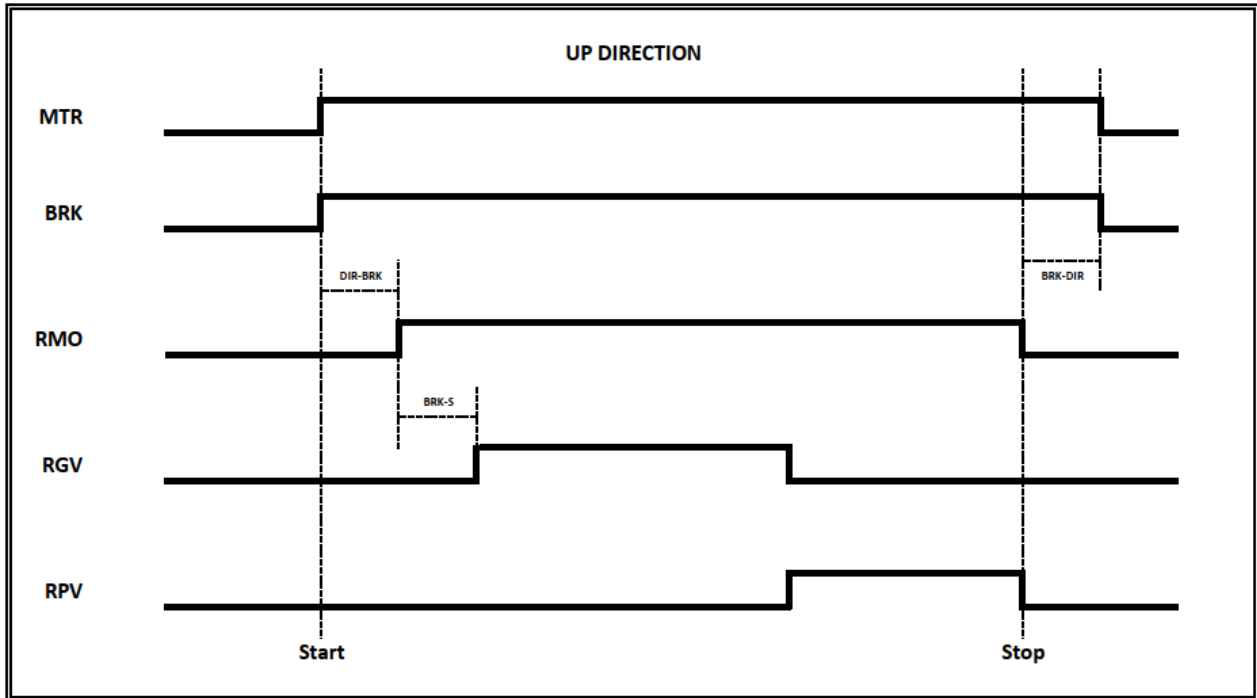 UP DIRECTION
MTR
BRK
DIR-BRK
BRK-DIR
RMO
BRK-S
RGV
RPV
Start
Stop